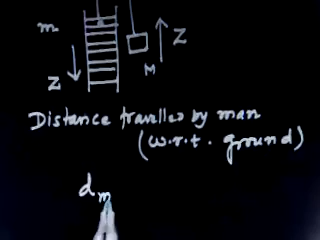 m
Z
Z
M
Distance travelled by man
(w.r.t. ground)
dm